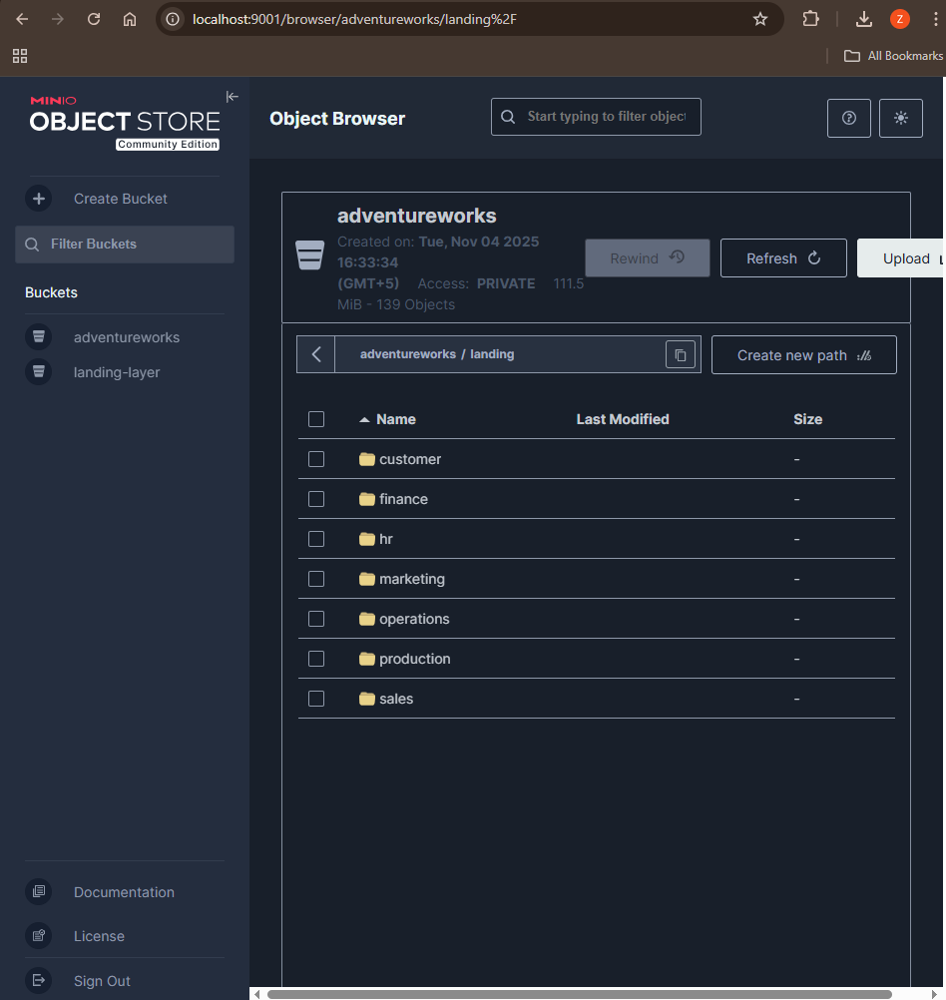 localhost:9001/browser/adventureworks/landing%2F
Z
All Bookmarks
MINIO
OBJECT STORE
Community Edition
Create Bucket
Filter Buckets
Buckets
adventureworks
landing-layer
Documentation
License
Sign Out
Object Browser
Start typing to filter object
adventureworks
Created on: Tue, Nov 04 2025
16:33:34
(GMT+5) Access: PRIVATE 111.5
MiB - 139 Objects
Rewind
Refresh
Upload
adventureworks / landing
Create new path
Name Last Modified Size
customer -
finance -
hr -
marketing -
operations -
production -
sales -